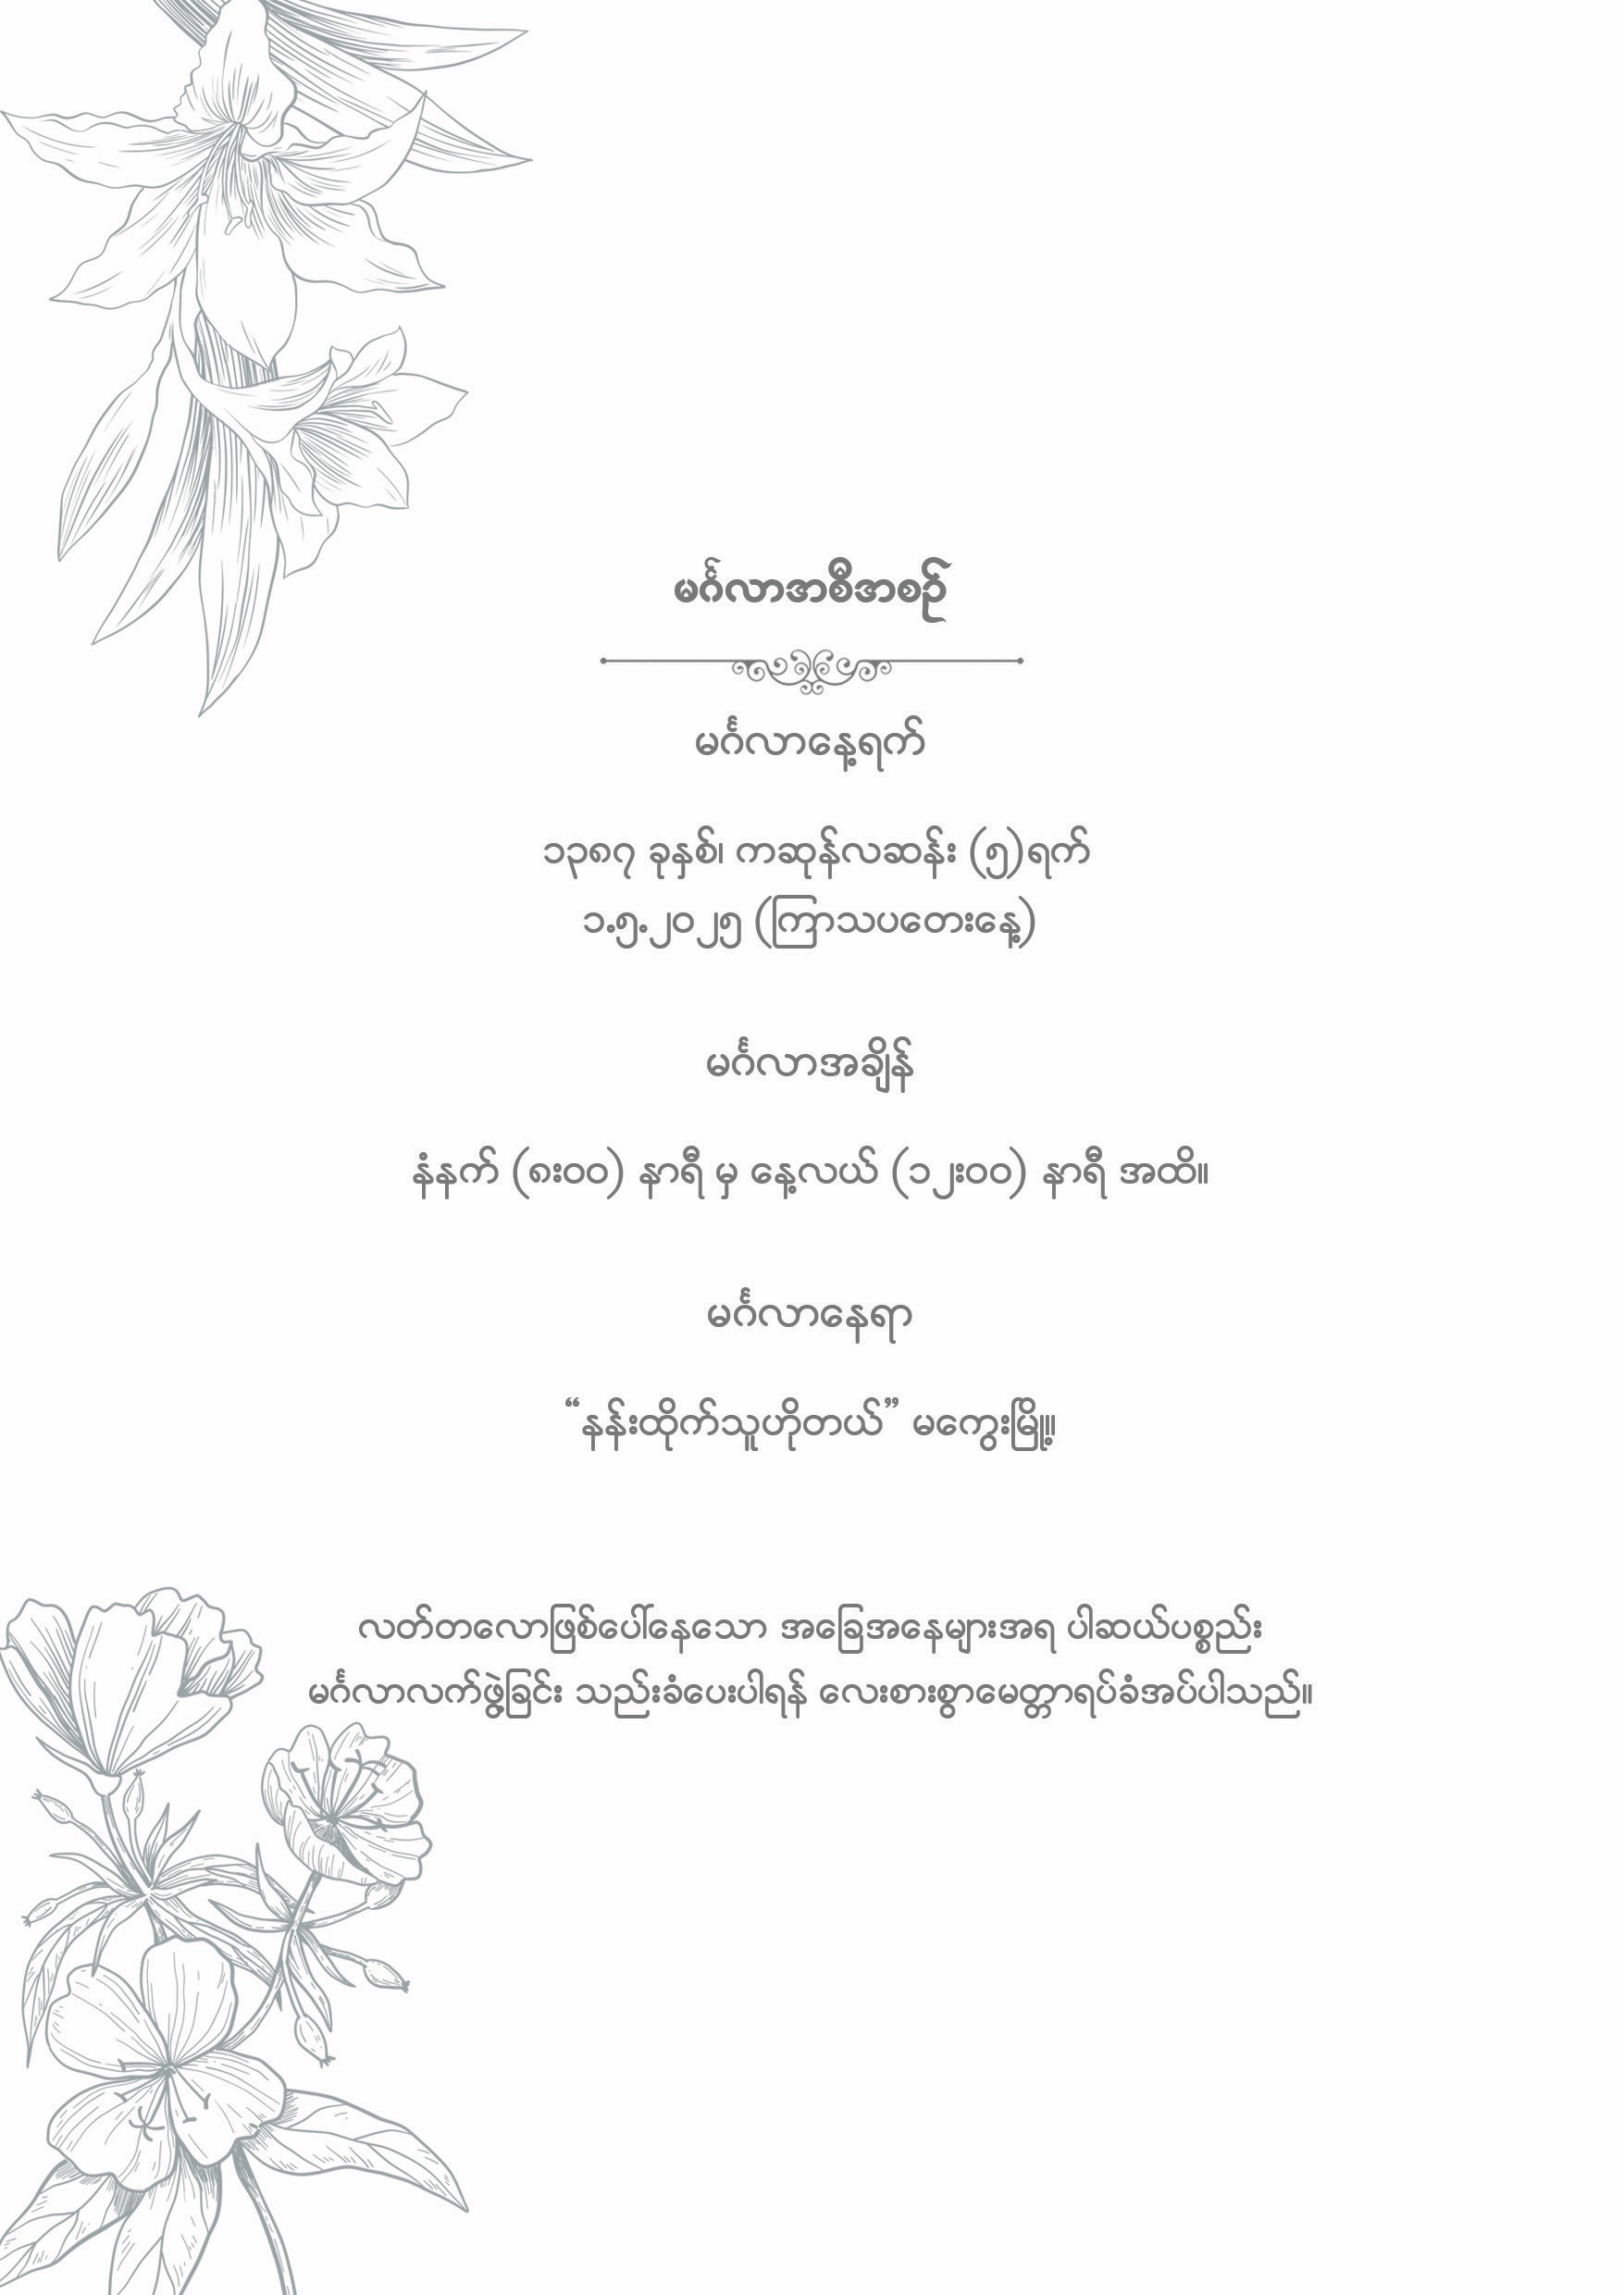 မင်္ဂလာအစီအစဉ်
မင်္ဂလာနေ့ရက်
၁၃၈၇ ခုနှစ်၊ ကဆုန်လဆန်း (၅)ရက်
၁.၅.၂၀၂၅ (ကြာသပတေးနေ့)
မင်္ဂလာအချိန်
နံနက် (၈း၀၀) နာရီ မှ နေ့လယ် (၁၂း၀၀) နာရီ အထိ။
မင်္ဂလာနေရာ
“နန်းထိုက်သူဟိုတယ်” မကွေးမြို့။
လတ်တလောဖြစ်ပေါ်နေသော အခြေအနေများအရ ပါဆယ်ပစ္စည်း
မင်္ဂလာလက်ဖွဲ့ခြင်း သည်းခံပေးပါရန် လေးစားစွာမေတ္တာရပ်ခံအပ်ပါသည်။